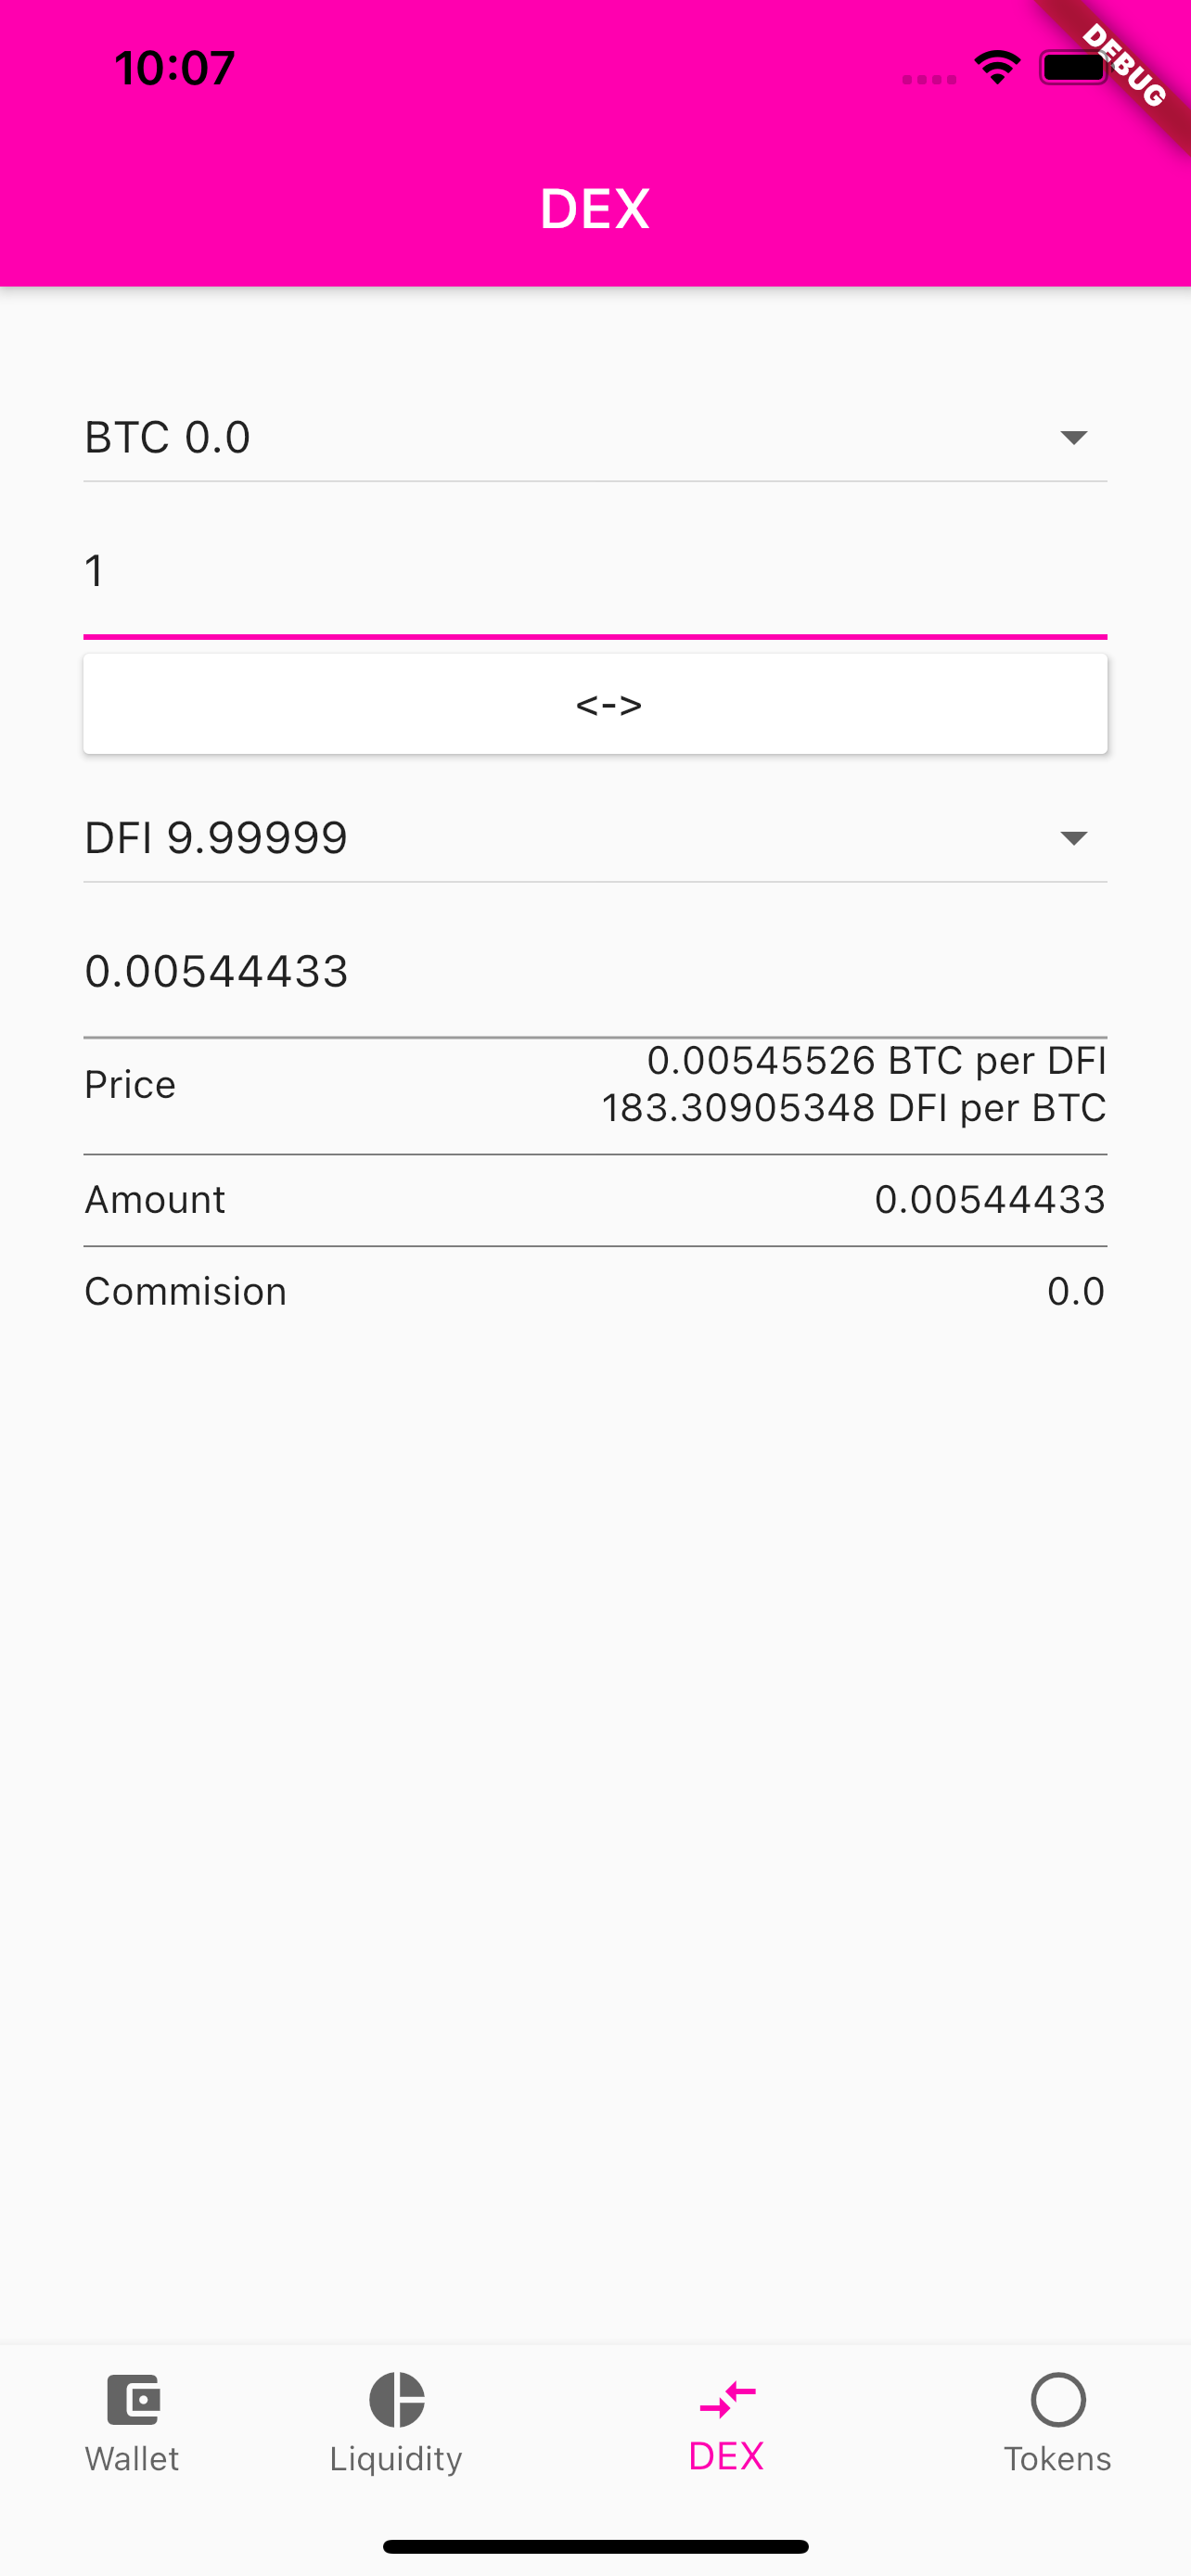 10:07
DEBUG
DEX
BTC 0.0
1
<->
DFI 9.99999
0.00544433
Price
0.00545526 BTC per DFI
183.30905348 DFI per BTC
Amount 0.00544433
Commision 0.0
Wallet Liquidity DEX Tokens